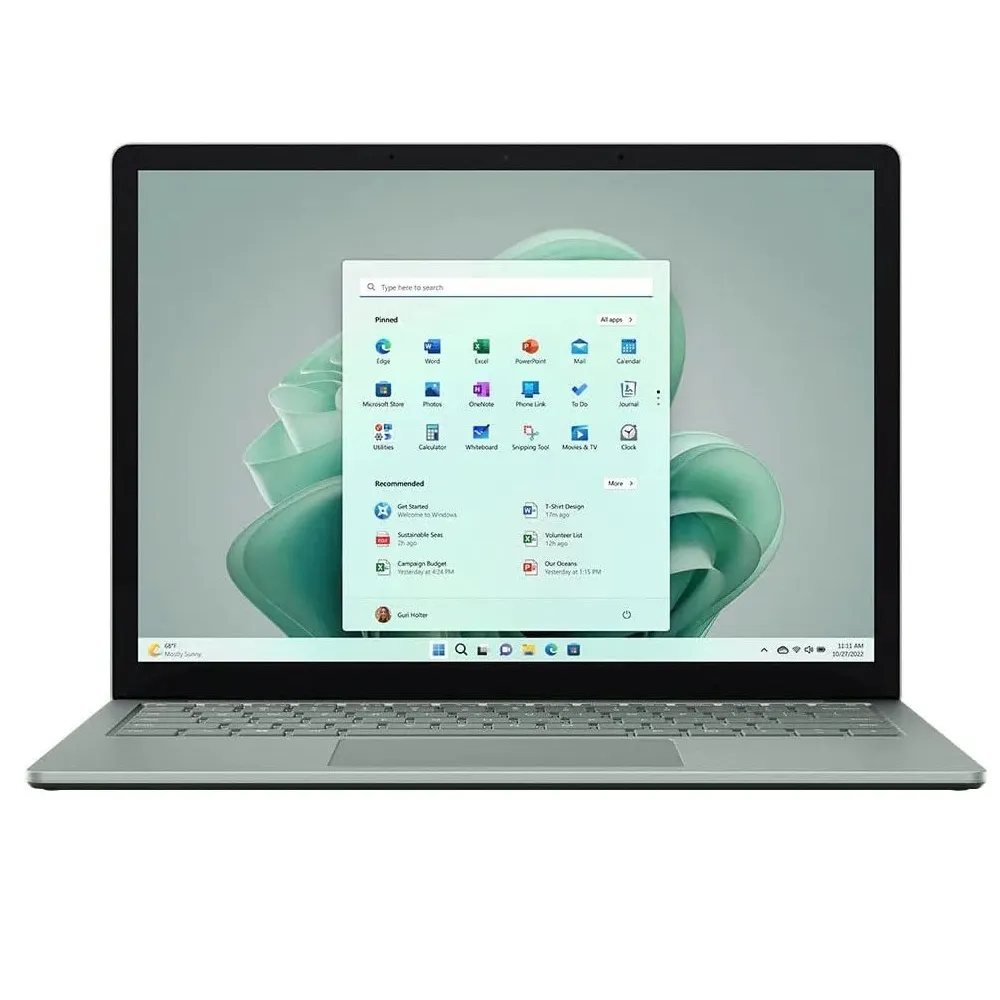 Type here to search
Pinned
All apps >
Edge
Word
Excel
PowerPoint
Mail
Calendar
Microsoft Store
Photos
OneNote
Phone Link
To Do
Journal
Utilities
Calculator
Whiteboard
Snipping Tool
Movies & TV
Clock
Recommended
More >
Get Started
Welcome to Windows
T-Shirt Design
17m ago
Sustainable Seas
2h ago
Volunteer List
12h ago
Campaign Budget
Yesterday at 4:24 PM
Our Oceans
Yesterday at 1:15 PM
Guri Holter
68°F
Mostly Sunny
11:11 AM
10/27/2022